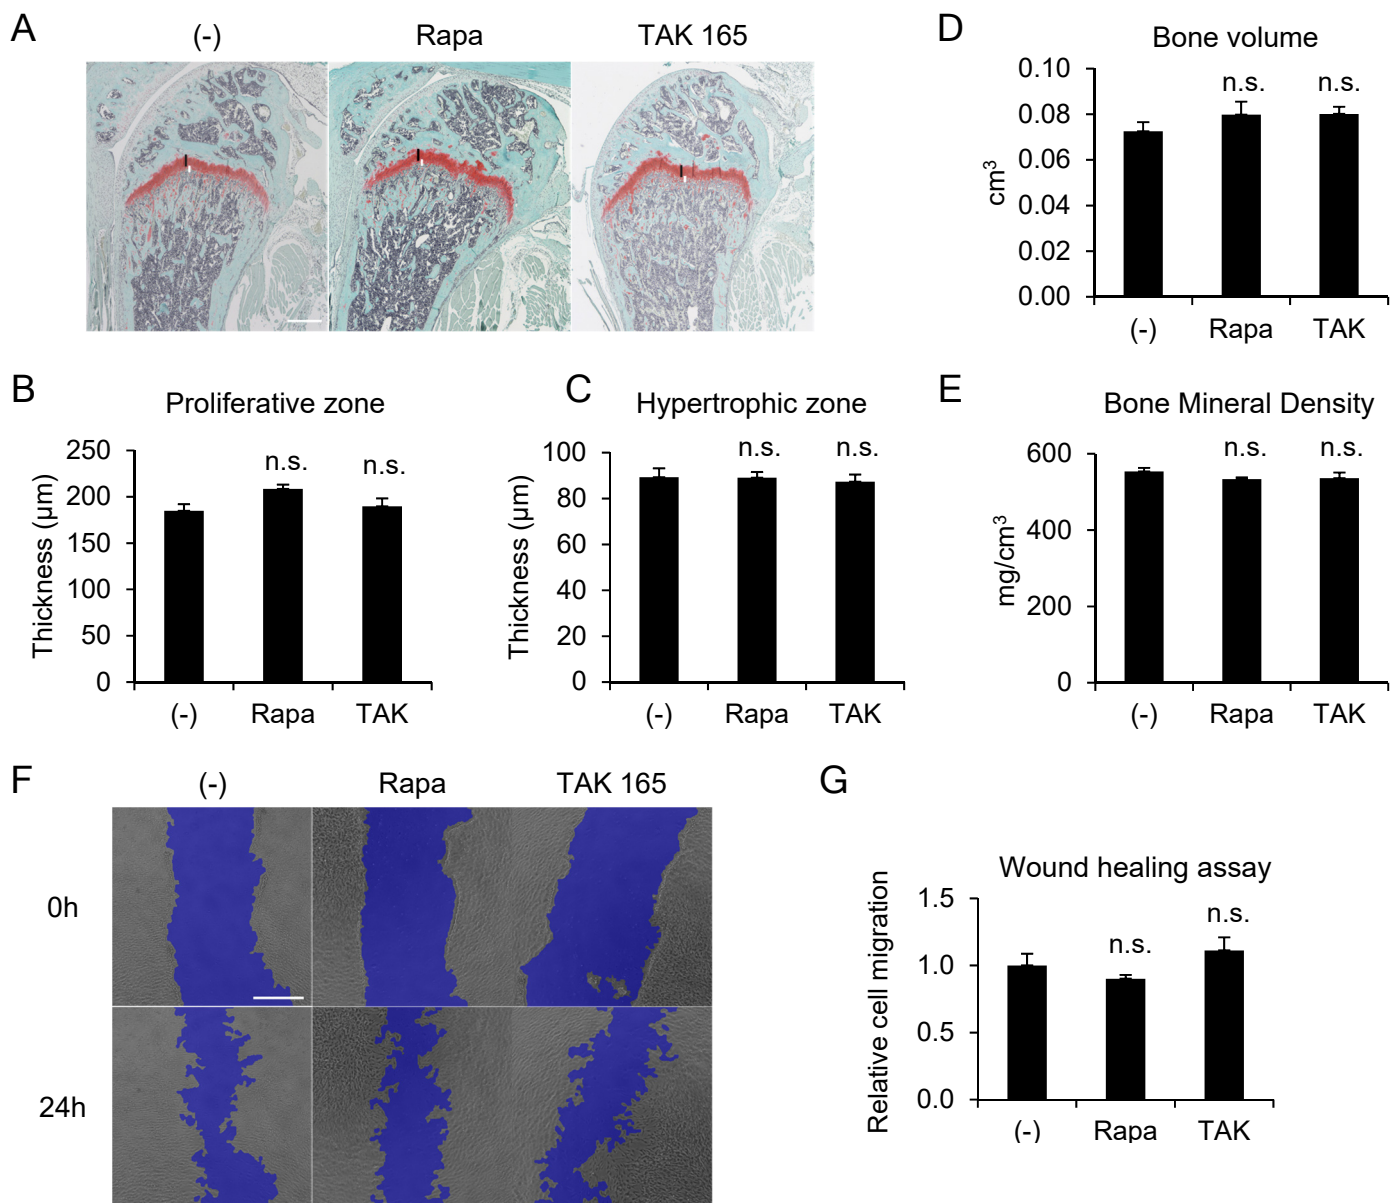 A
(-) Rapa TAK 165
D
Bone volume
cm3
0.10
0.08
0.06
0.04
0.02
0.00
n.s. n.s.
(-) Rapa TAK
B
Proliferative zone
Thickness (μm)
250
200
150
100
50
0
n.s. n.s.
(-) Rapa TAK
C
Hypertrophic zone
Thickness (μm)
100
80
60
40
20
0
n.s. n.s.
(-) Rapa TAK
E
Bone Mineral Density
mg/cm3
600
400
200
0
n.s. n.s.
(-) Rapa TAK
F
(-) Rapa TAK 165
0h
24h
G
Wound healing assay
Relative cell migration
1.5
1.0
0.5
0.0
n.s. n.s.
(-) Rapa TAK